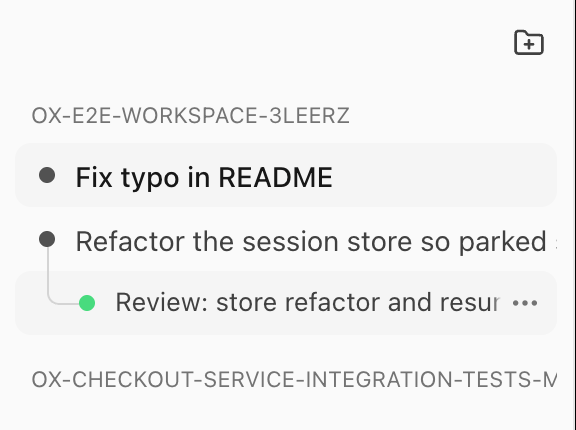 OX-E2E-WORKSPACE-3LEERZ
Fix typo in README
Refactor the session store so parked
Review: store refactor and resur
OX-CHECKOUT-SERVICE-INTEGRATION-TESTS-M